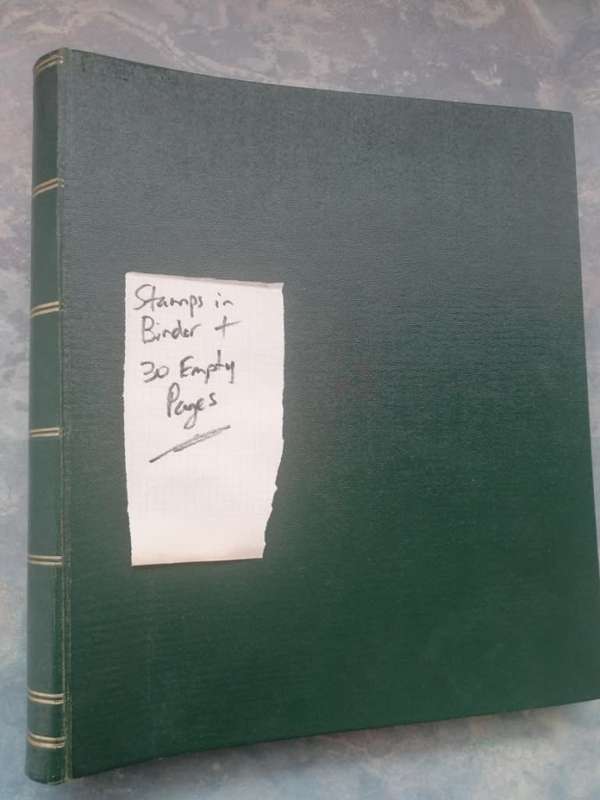 Stamps in
Binder +
30 Empty
Pages